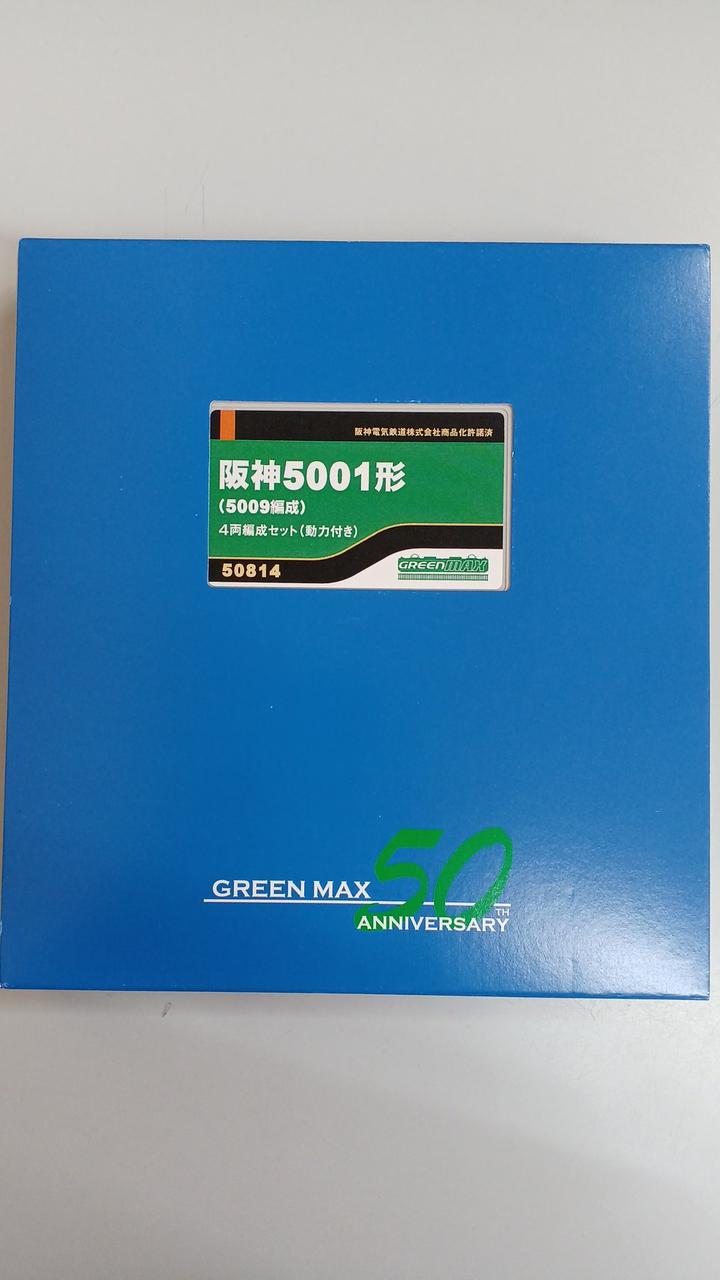 阪神電気鉄道株式会社商品化許諾済
阪神5001形
(5009編成)
4両編成セット(動力付き)
50814
GREENMAX
GREEN MAX 50TH
ANNIVERSARY